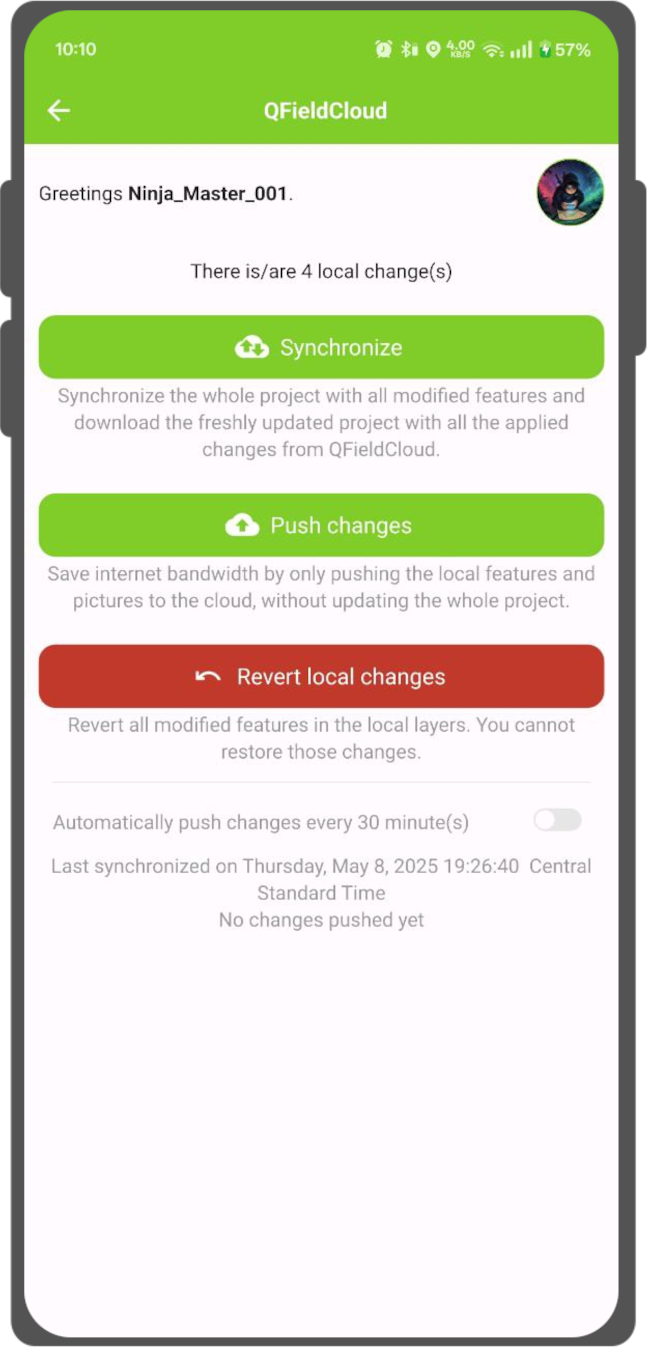 10:10 4.00 KB/S 57%
QFieldCloud
Greetings Ninja_Master_001.
There is/are 4 local change(s)
Synchronize
Synchronize the whole project with all modified features and
download the freshly updated project with all the applied
changes from QFieldCloud.
Push changes
Save internet bandwidth by only pushing the local features and
pictures to the cloud, without updating the whole project.
Revert local changes
Revert all modified features in the local layers. You cannot
restore those changes.
Automatically push changes every 30 minute(s)
Last synchronized on Thursday, May 8, 2025 19:26:40 Central
Standard Time
No changes pushed yet